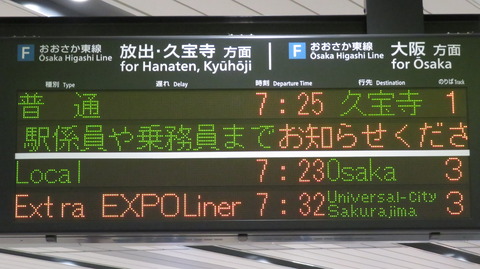 F おおさか東線 放出・久宝寺 方面 F おおさか東線 大阪 方面
Ōsaka Higashi Line for Hanaten, Kyūhōji Ōsaka Higashi Line for Ōsaka
種別 Type 遅れ Delay 時刻 Departure Time 行先 Destination のりば Track
普通 7:25 久宝寺 1
駅係員や乗務員までお知らせくださ
Local 7:23 Osaka 3
Extra EXPOLiner 7:32 Universal-City Sakurajima 3